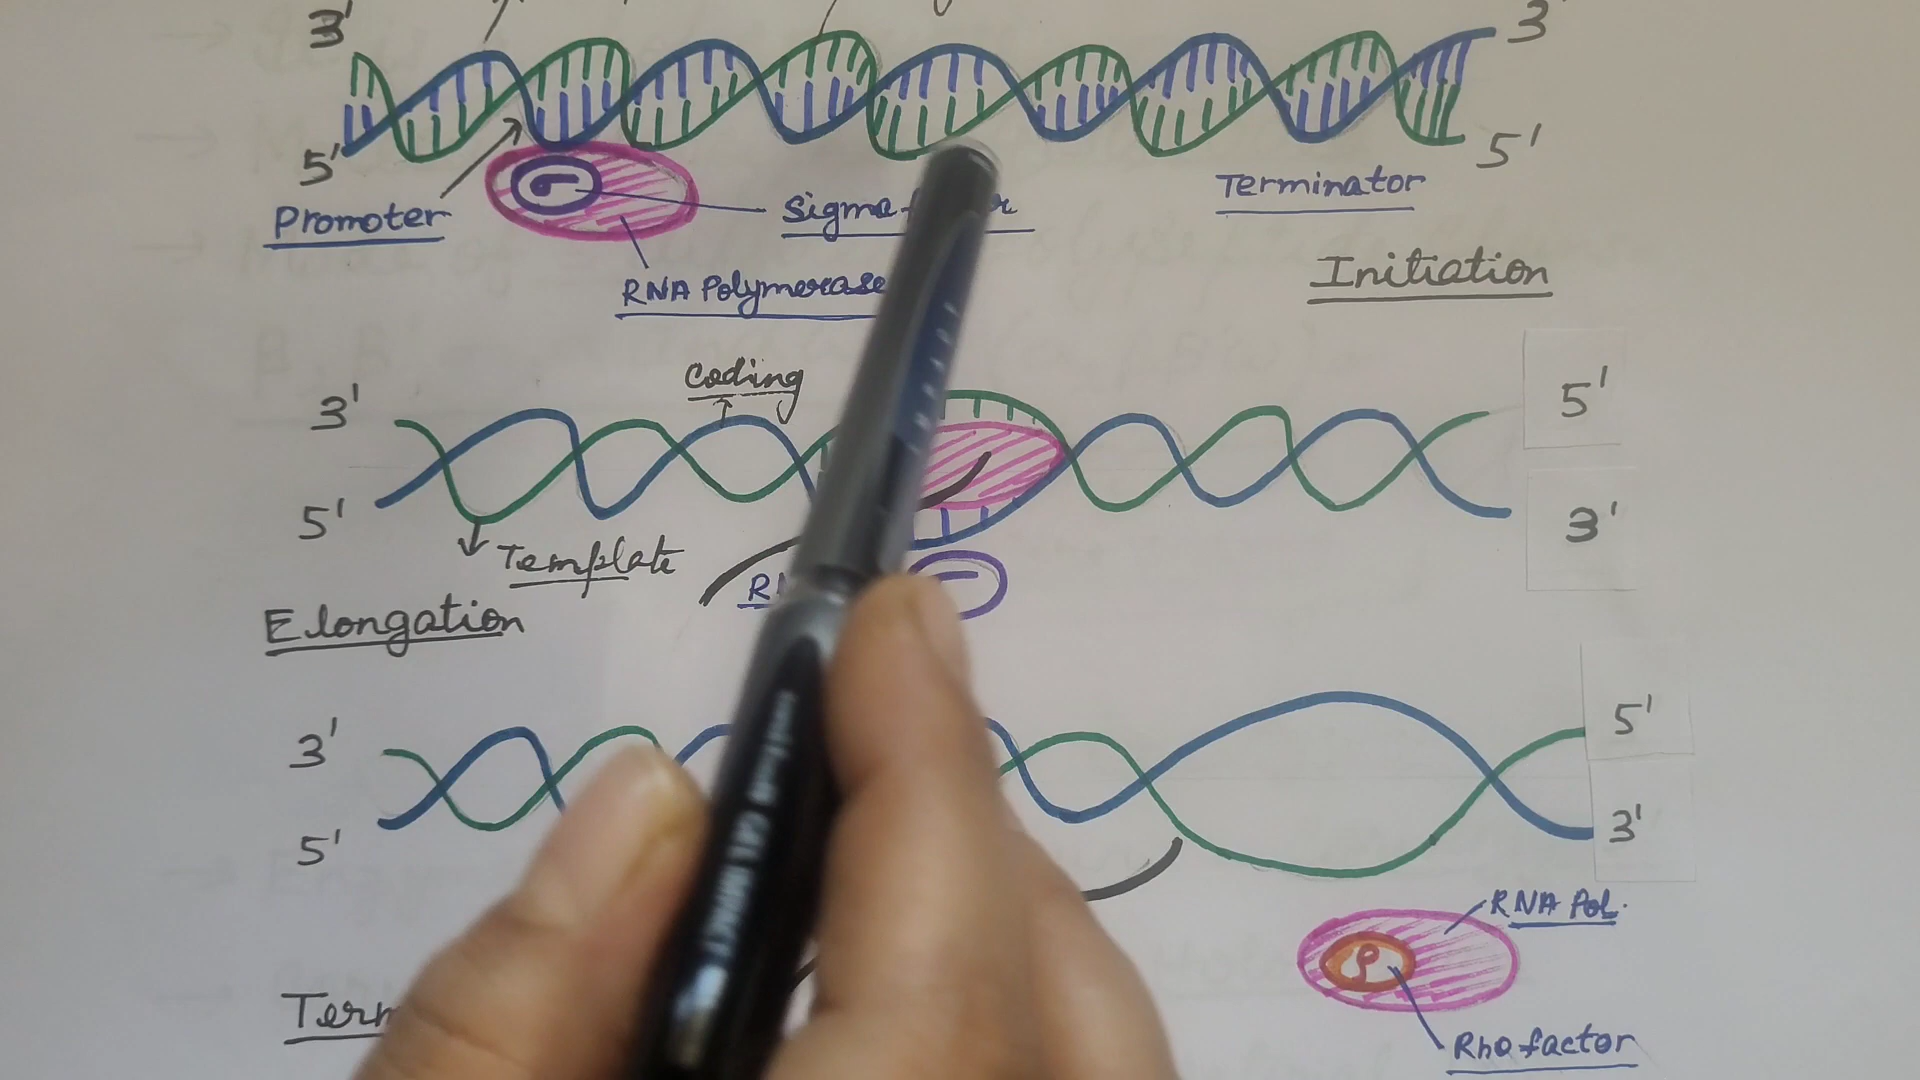 3' 3'
5' 5'
Promoter
Sigma
Terminator
RNA Polymerase
Initiation
Coding
3' 5'
5' 3'
Template
Elongation
3' 5'
5' 3'
RNA Pol.
Rho factor